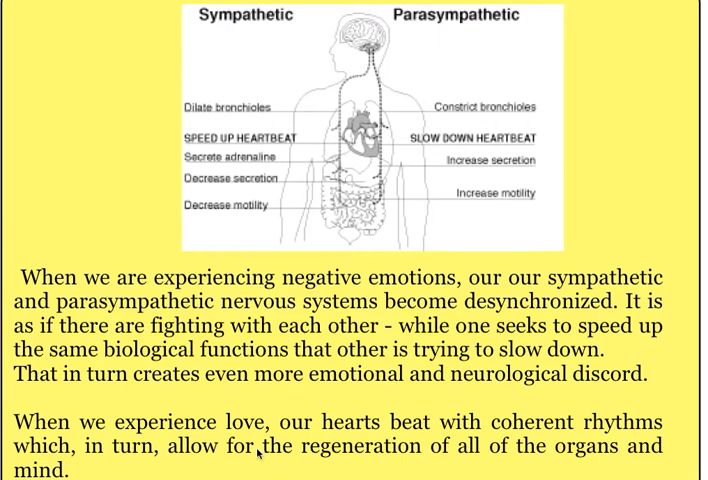 Sympathetic
Parasympathetic
Dilate bronchioles
Constrict bronchioles
SPEED UP HEARTBEAT
SLOW DOWN HEARTBEAT
Secrete adrenaline
Increase secretion
Decrease secretion
Increase motility
Decrease motility
When we are experiencing negative emotions, our our sympathetic
and parasympathetic nervous systems become desynchronized. It is
as if there are fighting with each other - while one seeks to speed up
the same biological functions that other is trying to slow down.
That in turn creates even more emotional and neurological discord.
When we experience love, our hearts beat with coherent rhythms
which, in turn, allow for the regeneration of all of the organs and
mind.